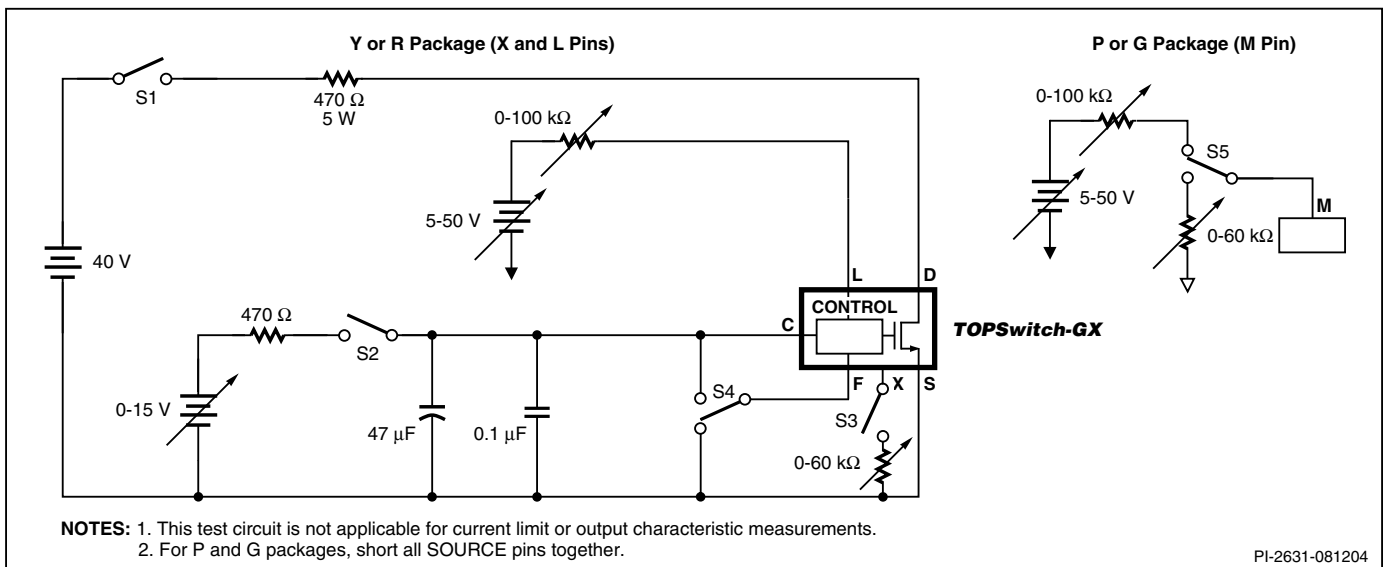 Y or R Package (X and L Pins)
P or G Package (M Pin)
S1
470 Ω
5 W
0-100 kΩ
5-50 V
40 V
470 Ω
S2
0-15 V
47 µF
0.1 µF
S4
L
D
CONTROL
C
TOPSwitch-GX
F
X
S
S3
0-60 kΩ
0-100 kΩ
S5
5-50 V
M
0-60 kΩ
NOTES: 1. This test circuit is not applicable for current limit or output characteristic measurements.
2. For P and G packages, short all SOURCE pins together.
PI-2631-081204